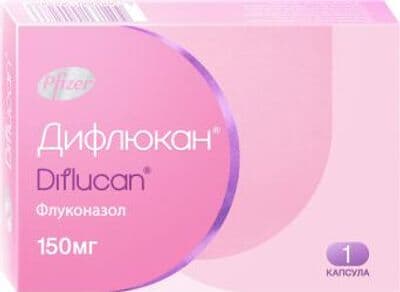 Pfizer
Дифлюкан®
Diflucan®
Флуконазол
150мг
1
КАПСУЛА